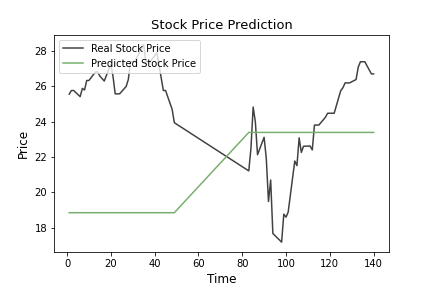 Stock Price Prediction
Real Stock Price
Predicted Stock Price
28
26
24
22
20
18
Price
0 20 40 60 80 100 120 140
Time